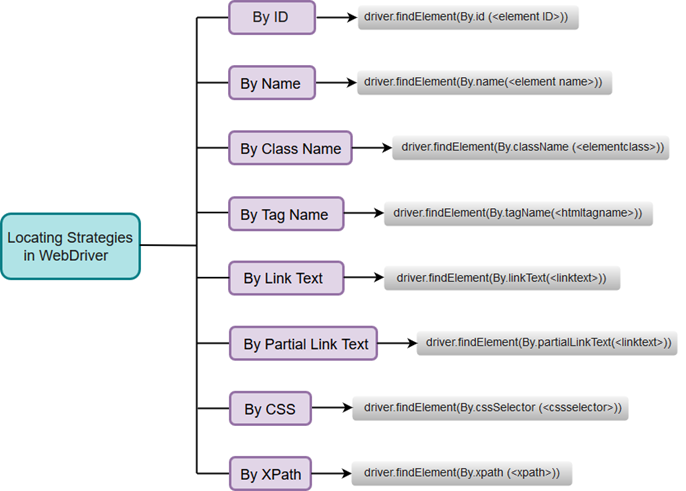 By ID
driver.findElement(By.id (<element ID>))
By Name
driver.findElement(By.name(<element name>))
By Class Name
driver.findElement(By.className (<elementclass>))
By Tag Name
driver.findElement(By.tagName(<htmltagname>))
Locating Strategies
in WebDriver
By Link Text
driver.findElement(By.linkText(<linktext>))
By Partial Link Text
driver.findElement(By.partialLinkText(<linktext>))
By CSS
driver.findElement(By.cssSelector (<cssselector>))
By XPath
driver.findElement(By.xpath (<xpath>))